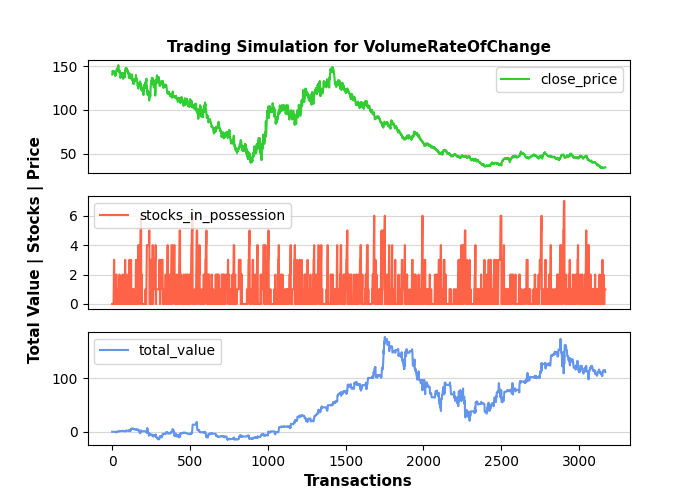 Trading Simulation for VolumeRateOfChange
Total Value | Stocks | Price
150
100
50
close_price
6
4
2
0
stocks_in_possession
100
0
total_value
0 500 1000 1500 2000 2500 3000
Transactions